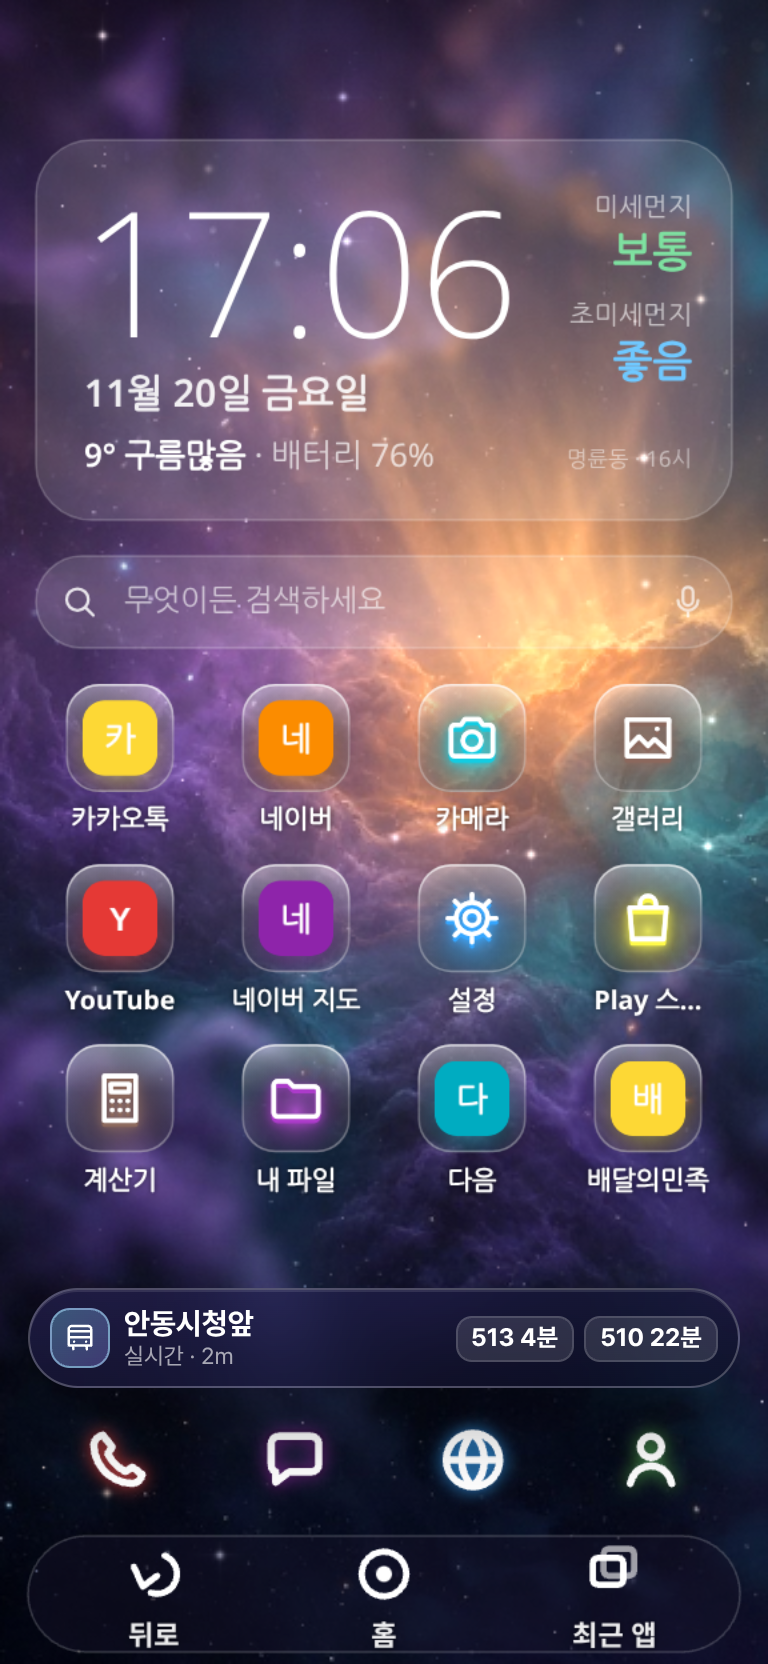 17:06
미세먼지
보통
초미세먼지
좋음
11월 20일 금요일
9° 구름많음 · 배터리 76%
명륜동 · 16시
무엇이든 검색하세요
카
네
카카오톡
네이버
카메라
갤러리
Y
네
YouTube
네이버 지도
설정
Play 스...
다
배
계산기
내 파일
다음
배달의민족
안동시청앞
실시간 · 2m
513 4분
510 22분
뒤로
홈
최근 앱